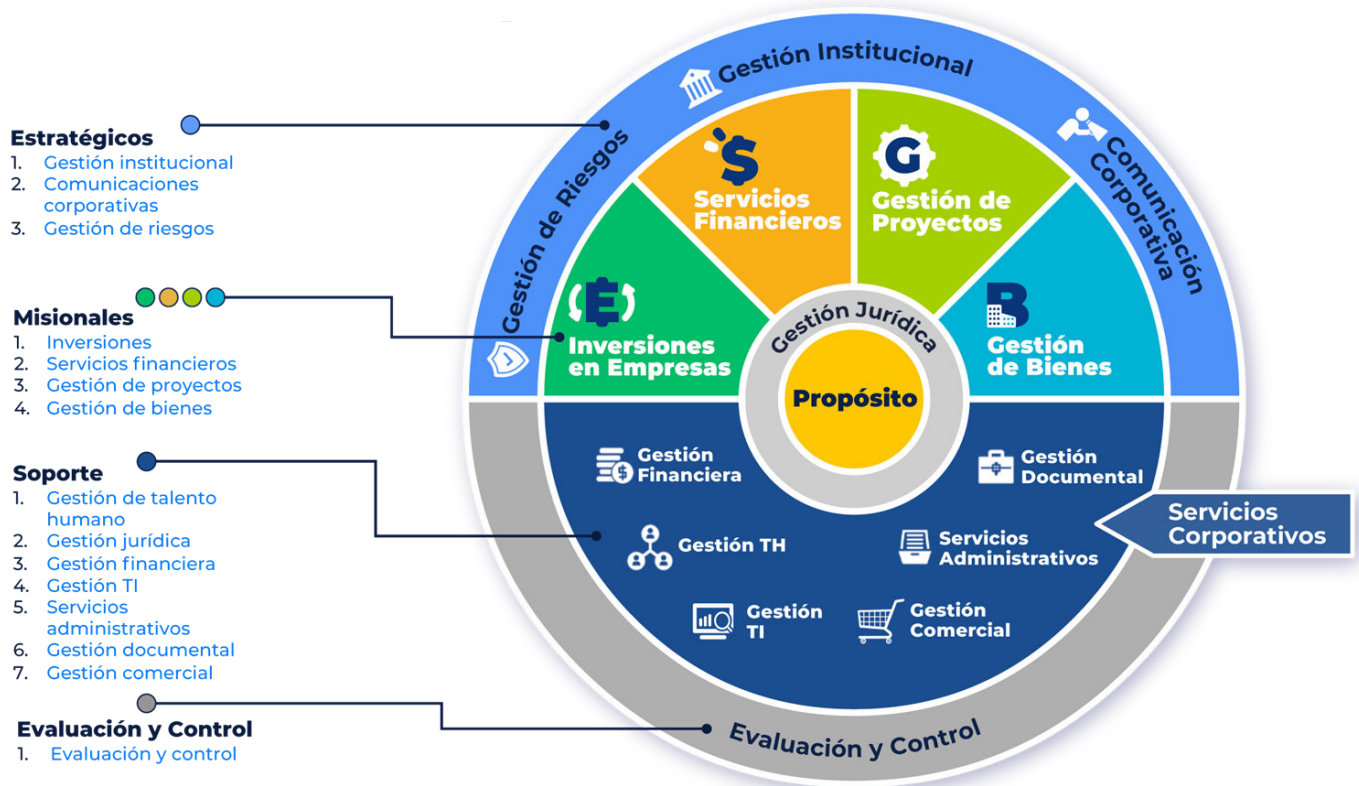 Estratégicos
1. Gestión institucional
2. Comunicaciones
corporativas
3. Gestión de riesgos
Misionales
1. Inversiones
2. Servicios financieros
3. Gestión de proyectos
4. Gestión de bienes
Soporte
1. Gestión de talento
humano
2. Gestión jurídica
3. Gestión financiera
4. Gestión TI
5. Servicios
administrativos
6. Gestión documental
7. Gestión comercial
Evaluación y Control
1. Evaluación y control
Gestión de Riesgos
Gestión Institucional
Comunicación
Corporativa
Inversiones
en Empresas
Servicios
Financieros
Gestión de
Proyectos
Gestión
de Bienes
Gestión Jurídica
Propósito
Gestión
Financiera
Gestión
Documental
Gestión TH
Servicios
Administrativos
Gestión
TI
Gestión
Comercial
Servicios
Corporativos
Evaluación y Control
S
G
E
B
$